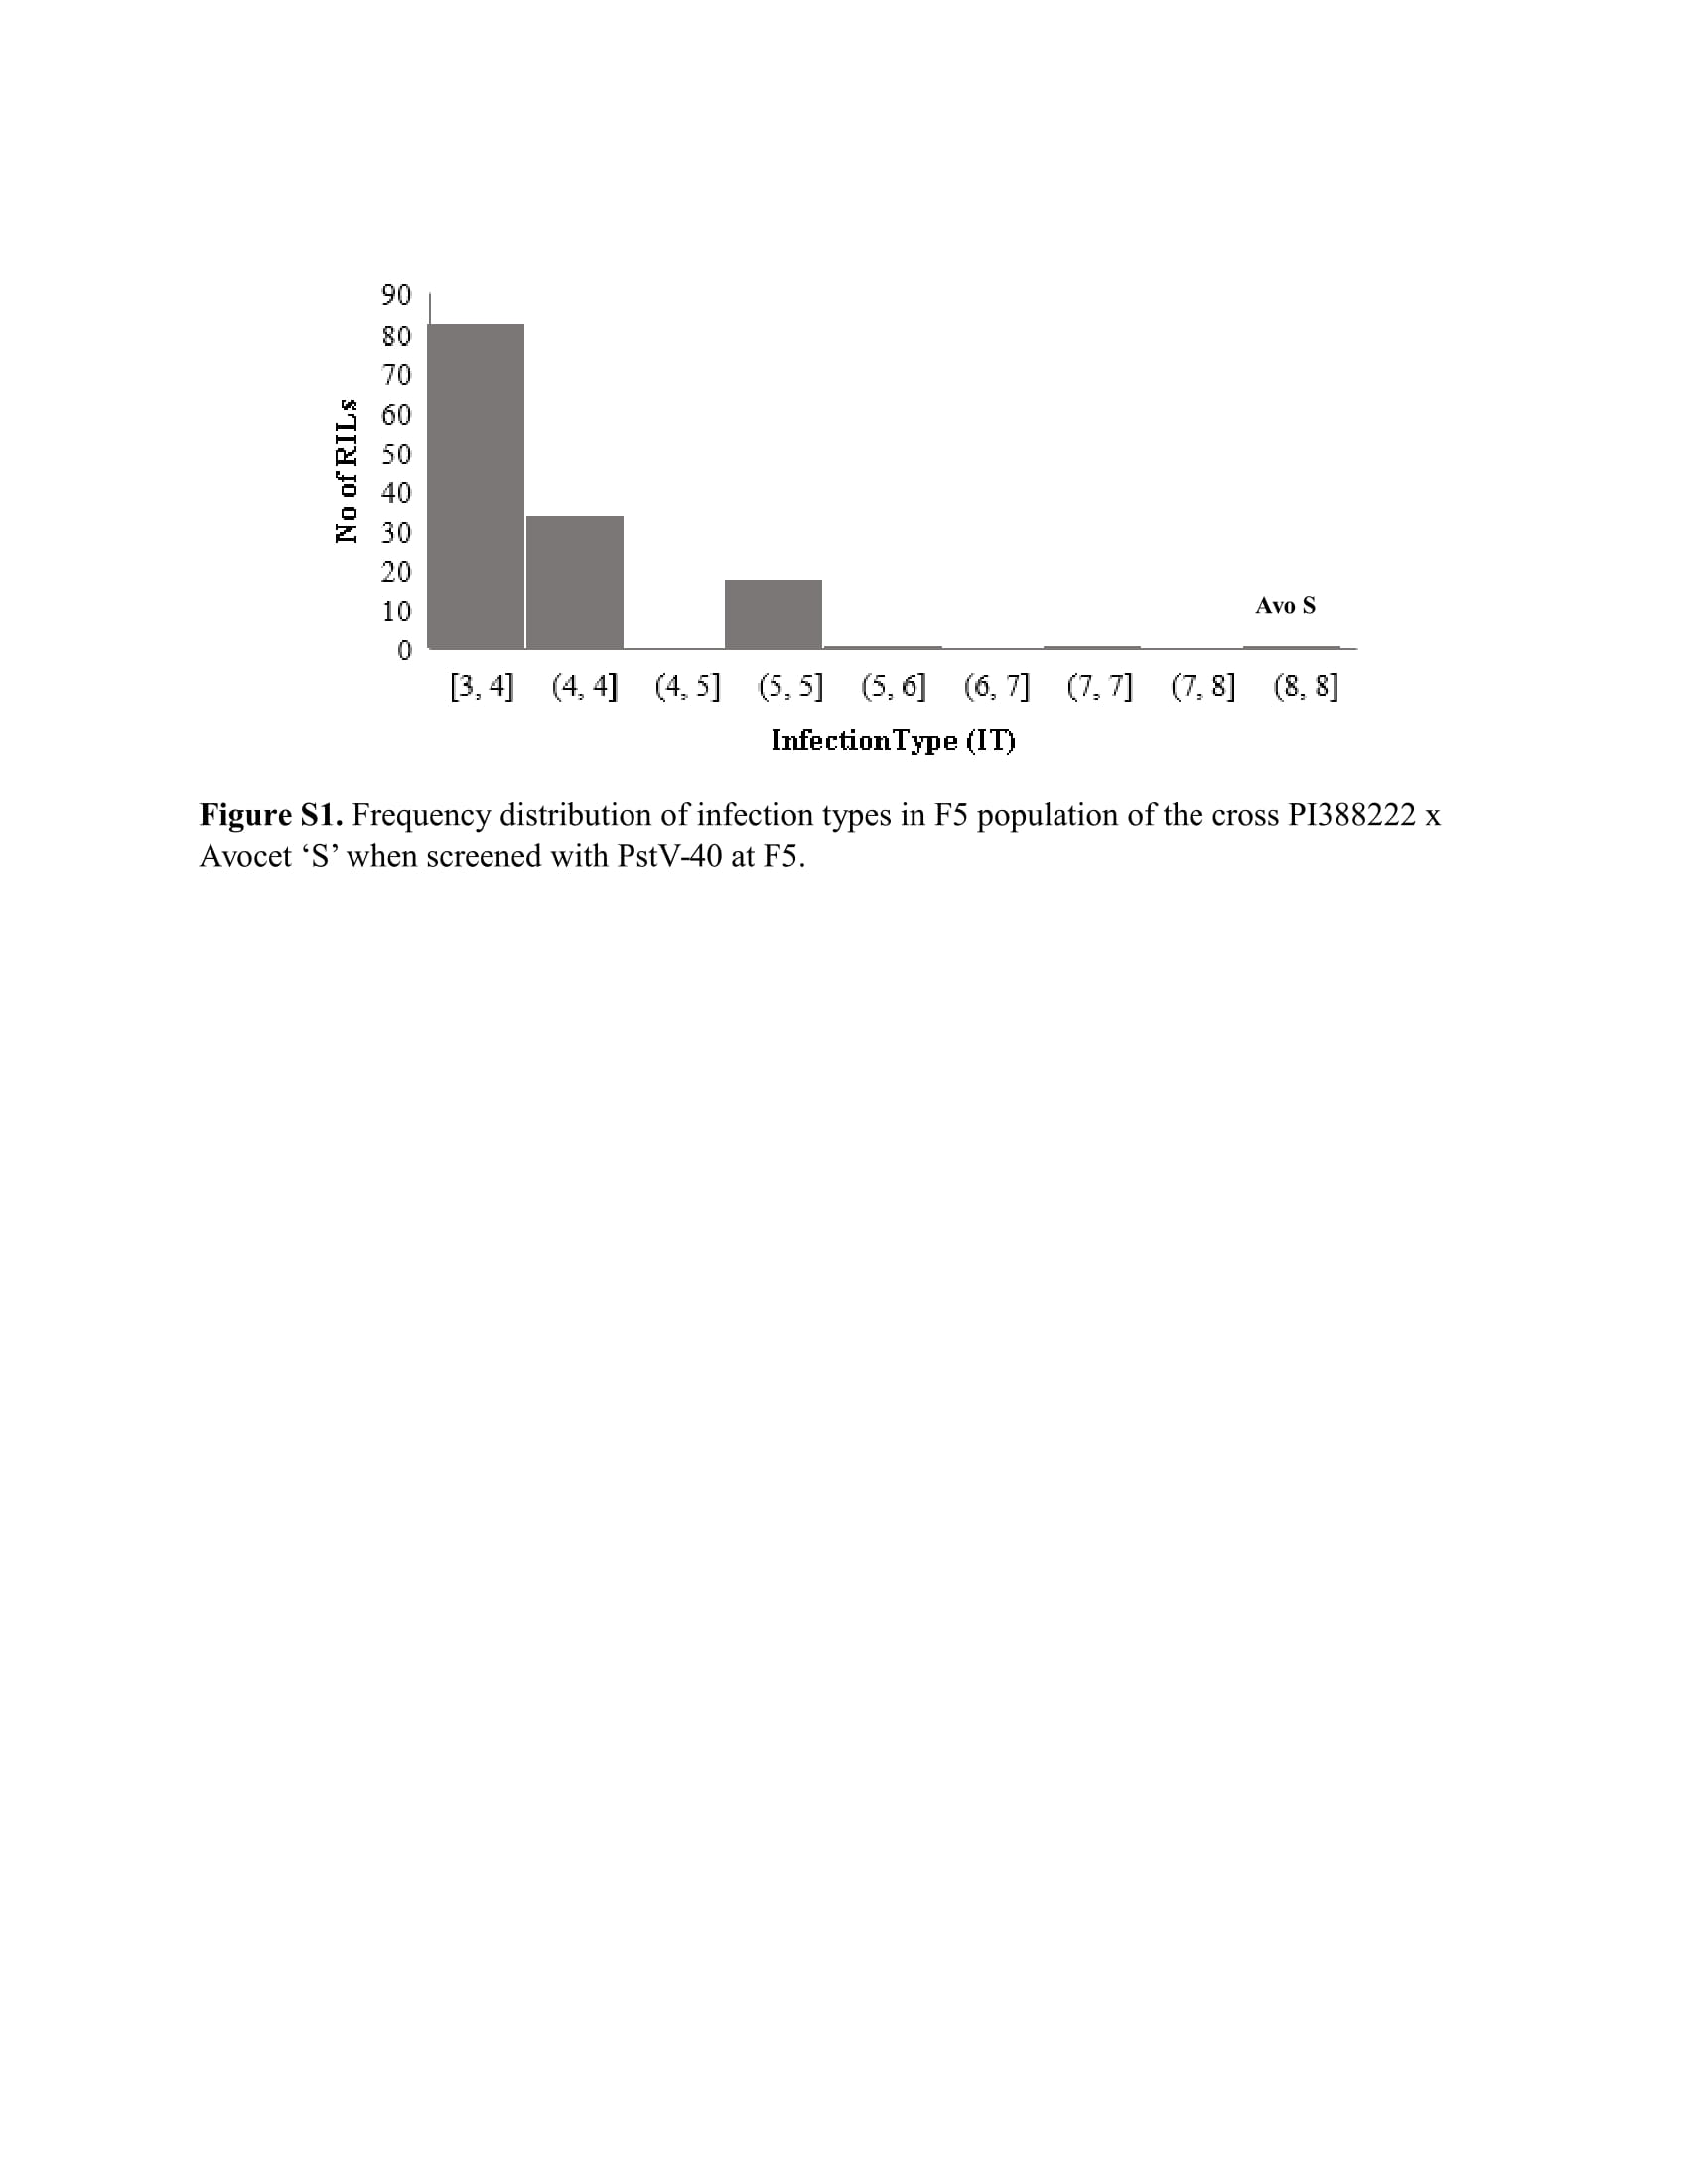 90
80
70
60
50
40
30
20
10
0
No of RILs
Avo S
[3, 4] (4, 4] (4, 5] (5, 5] (5, 6] (6, 7] (7, 7] (7, 8] (8, 8]
InfectionType (IT)
Figure S1. Frequency distribution of infection types in F5 population of the cross PI388222 x
Avocet ‘S’ when screened with PstV-40 at F5.